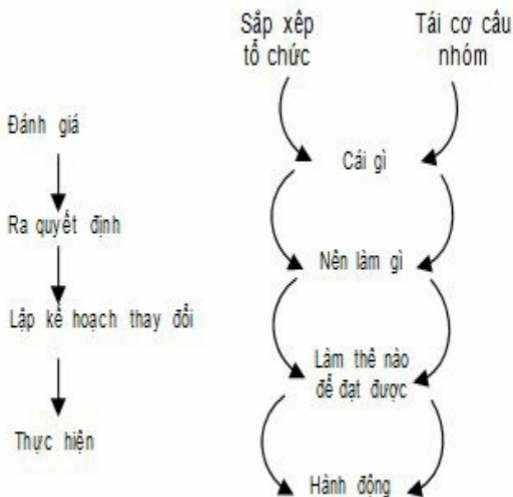 Sắp xếp
tổ chức
Tái cơ câu
nhóm
Đánh giá
Cái gì
Ra quyết định
Nên làm gì
Lập kế hoạch thay đổi
Làm thế nào
để đạt được
Thực hiện
Hành động